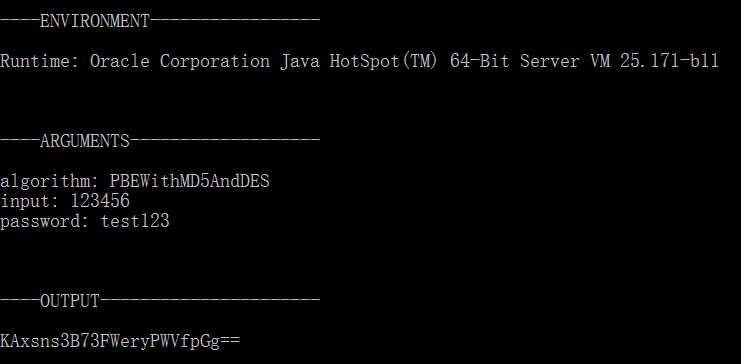 ----ENVIRONMENT-----------------
Runtime: Oracle Corporation Java HotSpot(TM) 64-Bit Server VM 25.171-b11
----ARGUMENTS-------------------
algorithm: PBEWithMD5AndDES
input: 123456
password: test123
----OUTPUT----------------------
KAxsns3B73FWeryPWVfpGg==